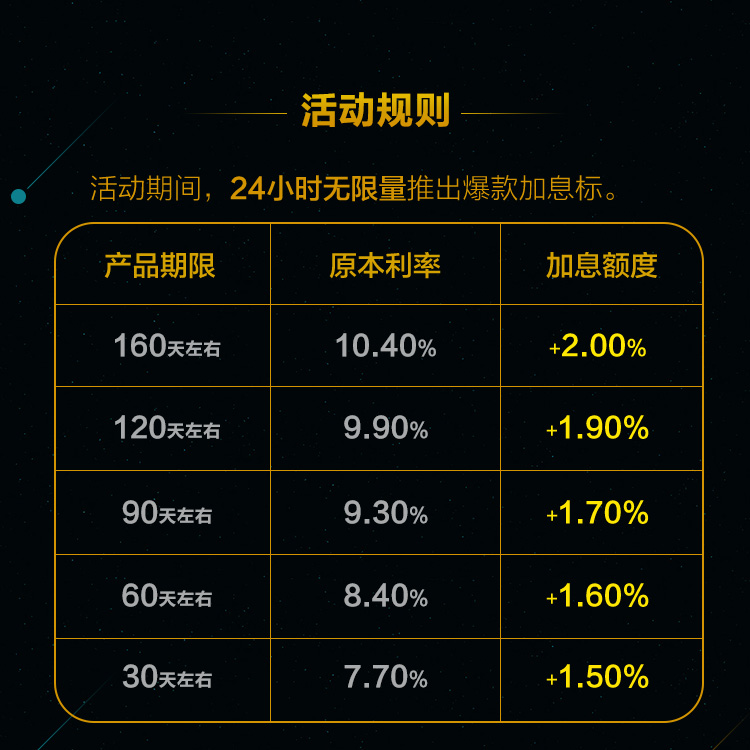 活动规则
活动期间，24小时无限量推出爆款加息标。
产品期限 原本利率 加息额度
160天左右 10.40% +2.00%
120天左右 9.90% +1.90%
90天左右 9.30% +1.70%
60天左右 8.40% +1.60%
30天左右 7.70% +1.50%